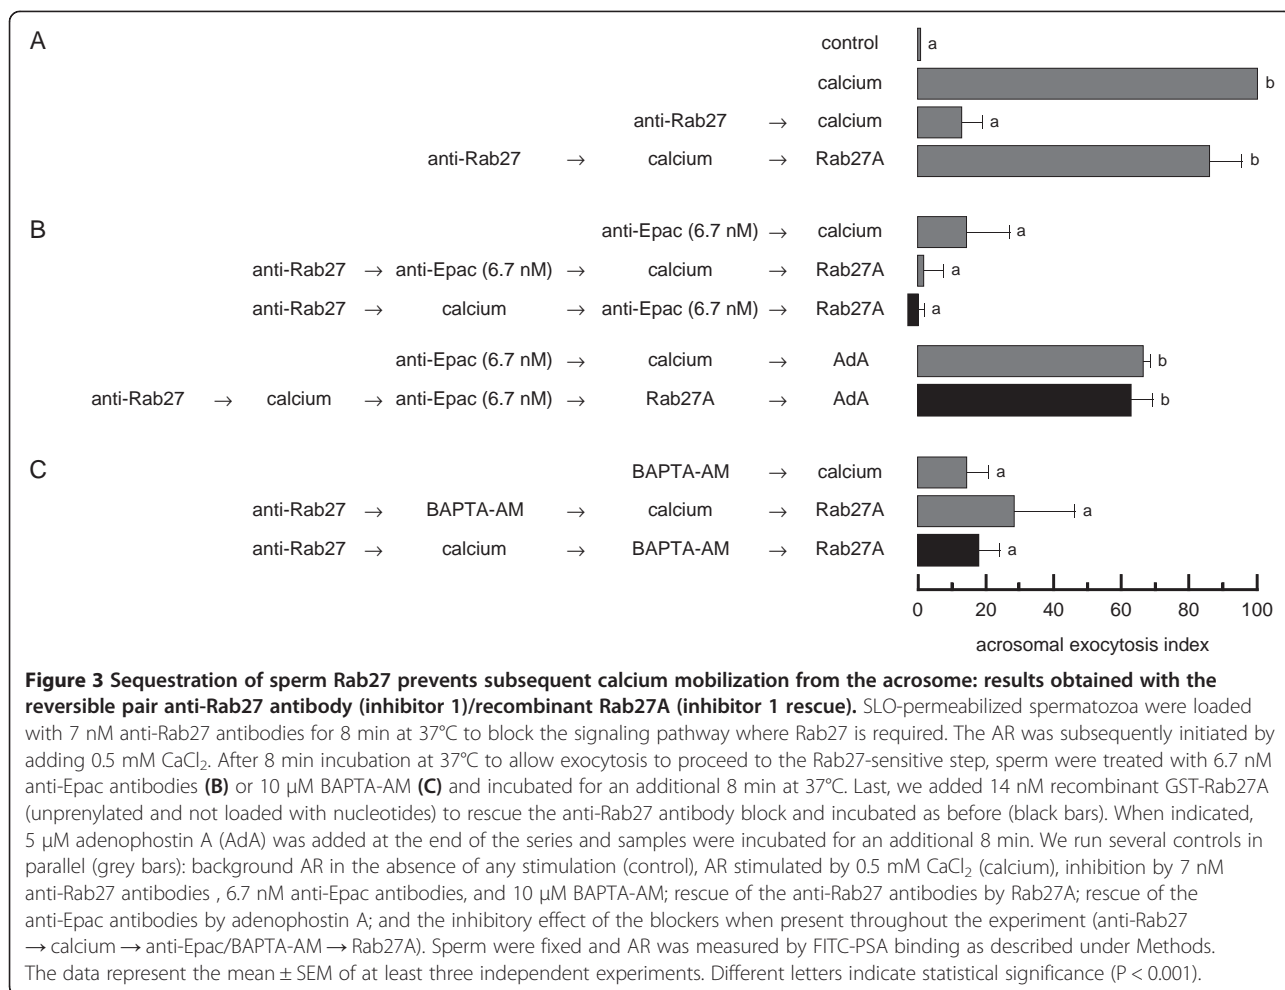 A
control a
calcium b
anti-Rab27 → calcium a
anti-Rab27 → calcium → Rab27A b
B
anti-Epac (6.7 nM) → calcium a
anti-Rab27 → anti-Epac (6.7 nM) → calcium → Rab27A a
anti-Rab27 → calcium → anti-Epac (6.7 nM) → Rab27A a
anti-Epac (6.7 nM) → calcium → AdA b
anti-Rab27 → calcium → anti-Epac (6.7 nM) → Rab27A → AdA b
C
BAPTA-AM → calcium a
anti-Rab27 → BAPTA-AM → calcium → Rab27A a
anti-Rab27 → calcium → BAPTA-AM → Rab27A a
0 20 40 60 80 100
acrosomal exocytosis index
Figure 3 Sequestration of sperm Rab27 prevents subsequent calcium mobilization from the acrosome: results obtained with the
reversible pair anti-Rab27 antibody (inhibitor 1)/recombinant Rab27A (inhibitor 1 rescue). SLO-permeabilized spermatozoa were loaded
with 7 nM anti-Rab27 antibodies for 8 min at 37°C to block the signaling pathway where Rab27 is required. The AR was subsequently initiated by
adding 0.5 mM CaCl₂. After 8 min incubation at 37°C to allow exocytosis to proceed to the Rab27-sensitive step, sperm were treated with 6.7 nM
anti-Epac antibodies (B) or 10 μM BAPTA-AM (C) and incubated for an additional 8 min at 37°C. Last, we added 14 nM recombinant GST-Rab27A
(unprenylated and not loaded with nucleotides) to rescue the anti-Rab27 antibody block and incubated as before (black bars). When indicated,
5 μM adenophostin A (AdA) was added at the end of the series and samples were incubated for an additional 8 min. We run several controls in
parallel (grey bars): background AR in the absence of any stimulation (control), AR stimulated by 0.5 mM CaCl₂ (calcium), inhibition by 7 nM
anti-Rab27 antibodies , 6.7 nM anti-Epac antibodies, and 10 μM BAPTA-AM; rescue of the anti-Rab27 antibodies by Rab27A; rescue of the
anti-Epac antibodies by adenophostin A; and the inhibitory effect of the blockers when present throughout the experiment (anti-Rab27
→ calcium → anti-Epac/BAPTA-AM → Rab27A). Sperm were fixed and AR was measured by FITC-PSA binding as described under Methods.
The data represent the mean ± SEM of at least three independent experiments. Different letters indicate statistical significance (P < 0.001).